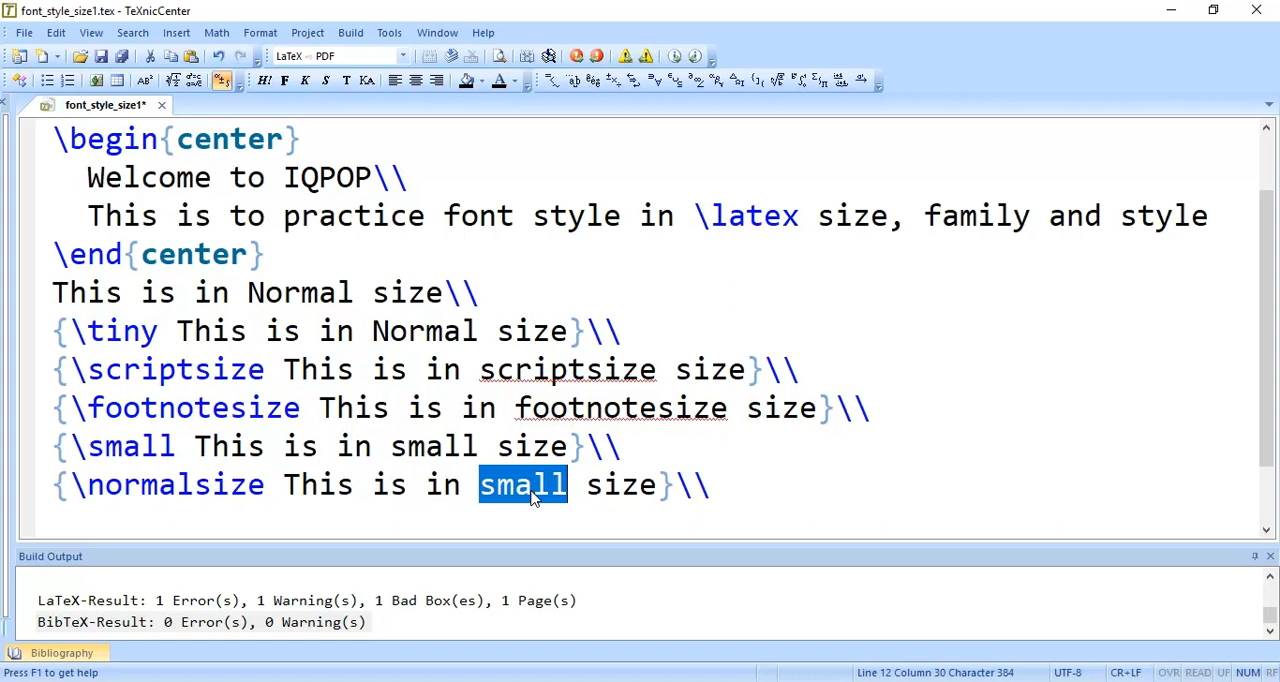 font_style_size1.tex - TeXnicCenter
File Edit View Search Insert Math Format Project Build Tools Window Help
LaTeX ⇨ PDF
font_style_size1*
\begin{center}
Welcome to IQPOP\\
This is to practice font style in \latex size, family and style
\end{center}
This is in Normal size\\
{\tiny This is in Normal size}\\
{\scriptsize This is in scriptsize size}\\
{\footnotesize This is in footnotesize size}\\
{\small This is in small size}\\
{\normalsize This is in small size}\\
Build Output
LaTeX-Result: 1 Error(s), 1 Warning(s), 1 Bad Box(es), 1 Page(s)
BibTeX-Result: 0 Error(s), 0 Warning(s)
Bibliography
Press F1 to get help Line 12 Column 30 Character 384 UTF-8 CR+LF OVR READ UF NUM RF